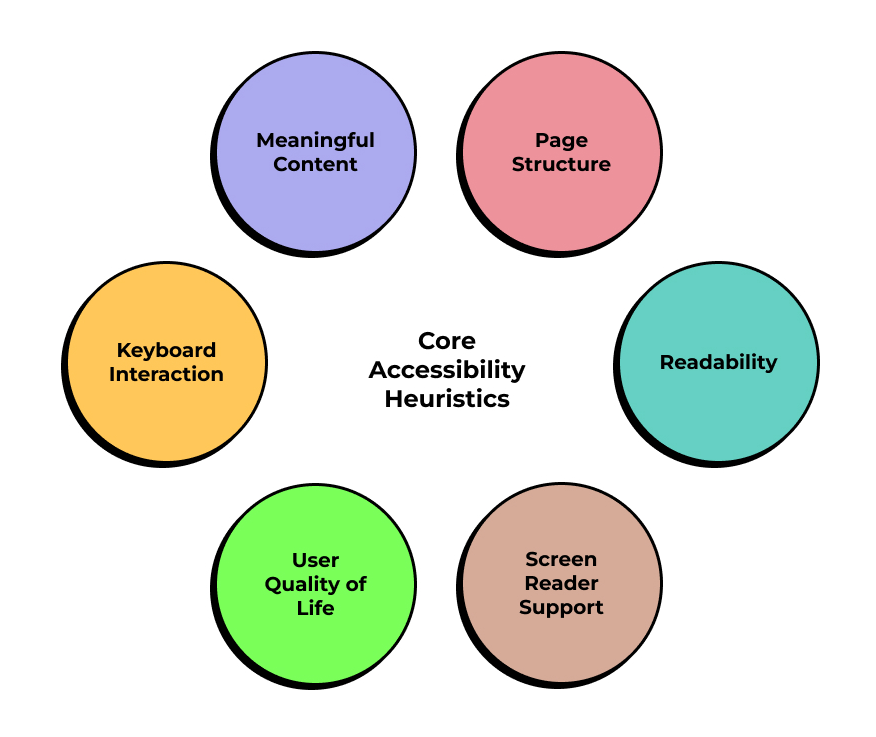 Meaningful
Content
Page
Structure
Keyboard
Interaction
Core
Accessibility
Heuristics
Readability
User
Quality of
Life
Screen
Reader
Support